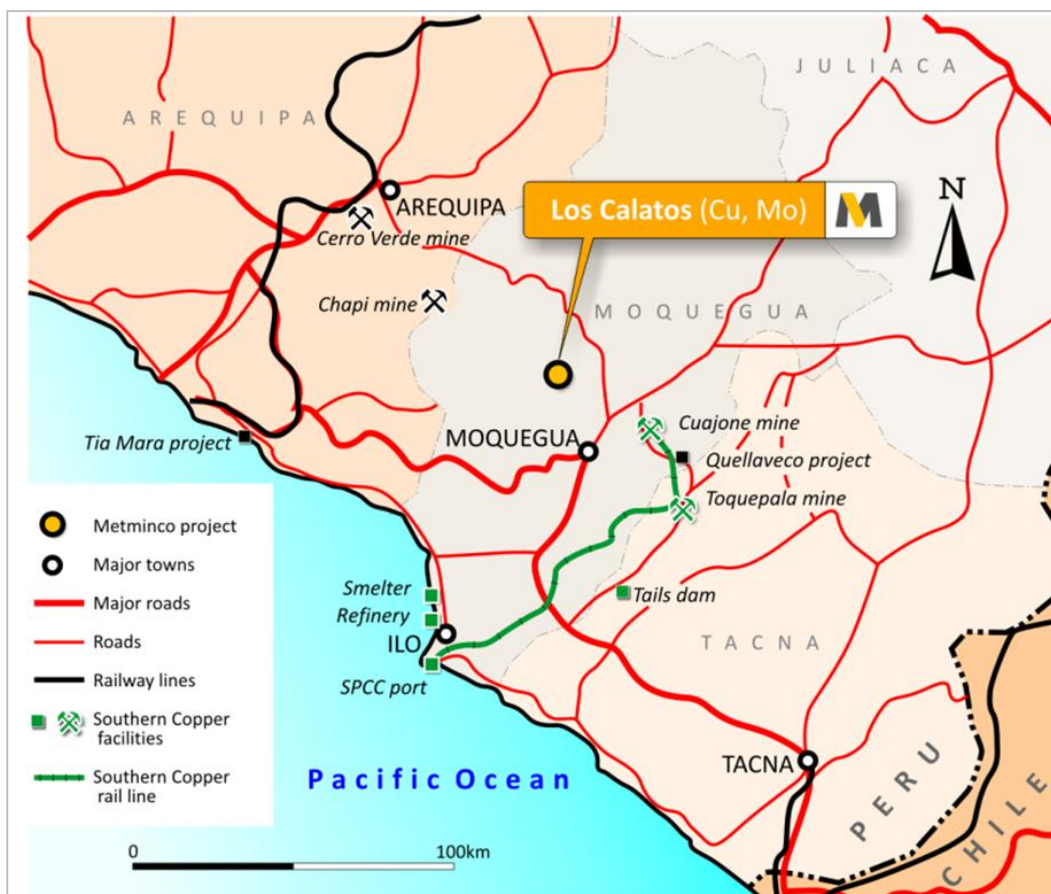 JULIACA
AREQUIPA
N
Los Calatos (Cu, Mo)
AREQUIPA
Cerro Verde mine
Chapi mine
MOQUEGUA
Cuajone mine
MOQUEGUA
Tia Mara project
Quellaveco project
Toquepala mine
Metminco project
Major towns
Major roads
Roads
Railway lines
Southern Copper
facilities
Southern Copper
rail line
Smelter
Refinery
Tails dam
ILO
TACNA
SPCC port
TACNA
Pacific Ocean
PERU
CHILE
0 100km